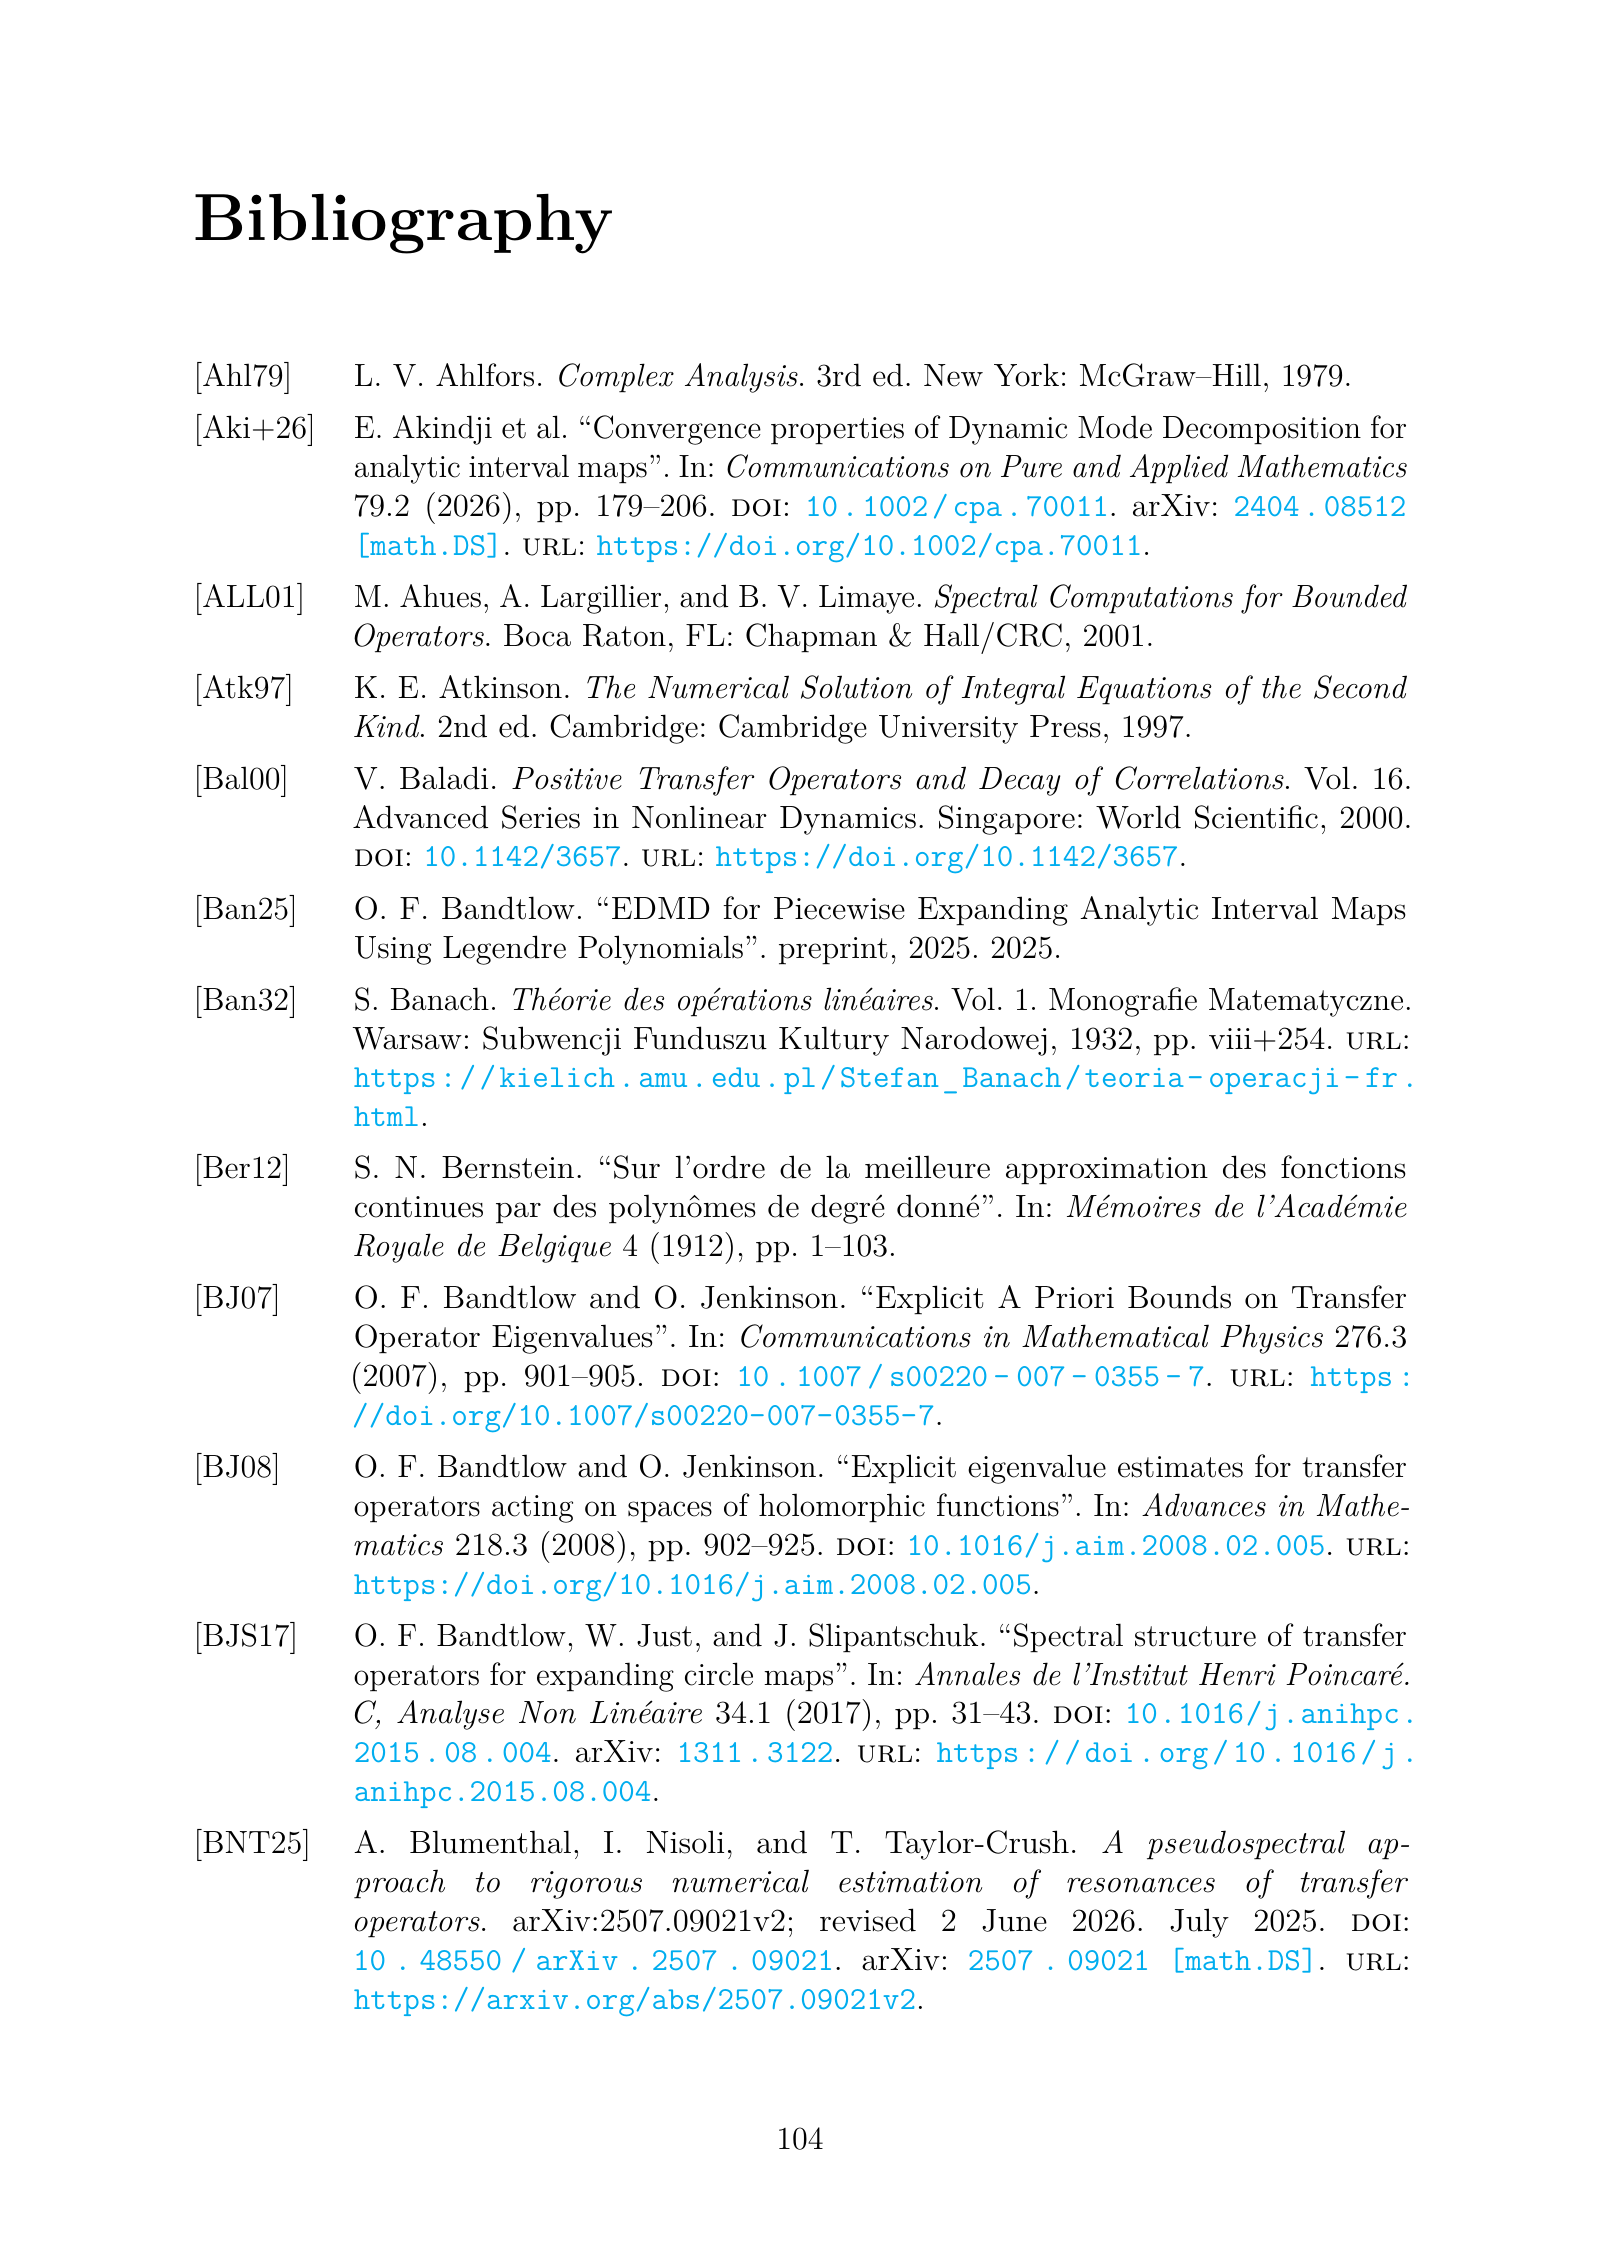 Bibliography
[Ahl79] L. V. Ahlfors. Complex Analysis. 3rd ed. New York: McGraw–Hill, 1979.
[Aki+26] E. Akindji et al. “Convergence properties of Dynamic Mode Decomposition for
analytic interval maps”. In: Communications on Pure and Applied Mathematics
79.2 (2026), pp. 179–206. DOI: 10.1002/cpa.70011. arXiv: 2404.08512
[math.DS]. URL: https://doi.org/10.1002/cpa.70011.
[ALL01] M. Ahues, A. Largillier, and B. V. Limaye. Spectral Computations for Bounded
Operators. Boca Raton, FL: Chapman & Hall/CRC, 2001.
[Atk97] K. E. Atkinson. The Numerical Solution of Integral Equations of the Second
Kind. 2nd ed. Cambridge: Cambridge University Press, 1997.
[Bal00] V. Baladi. Positive Transfer Operators and Decay of Correlations. Vol. 16.
Advanced Series in Nonlinear Dynamics. Singapore: World Scientific, 2000.
DOI: 10.1142/3657. URL: https://doi.org/10.1142/3657.
[Ban25] O. F. Bandtlow. “EDMD for Piecewise Expanding Analytic Interval Maps
Using Legendre Polynomials”. preprint, 2025. 2025.
[Ban32] S. Banach. Théorie des opérations linéaires. Vol. 1. Monografie Matematyczne.
Warsaw: Subwencji Funduszu Kultury Narodowej, 1932, pp. viii+254. URL:
https://kielich.amu.edu.pl/Stefan_Banach/teoria-operacji-fr.
html.
[Ber12] S. N. Bernstein. “Sur l’ordre de la meilleure approximation des fonctions
continues par des polynômes de degré donné”. In: Mémoires de l’Académie
Royale de Belgique 4 (1912), pp. 1–103.
[BJ07] O. F. Bandtlow and O. Jenkinson. “Explicit A Priori Bounds on Transfer
Operator Eigenvalues”. In: Communications in Mathematical Physics 276.3
(2007), pp. 901–905. DOI: 10.1007/s00220-007-0355-7. URL: https:
//doi.org/10.1007/s00220-007-0355-7.
[BJ08] O. F. Bandtlow and O. Jenkinson. “Explicit eigenvalue estimates for transfer
operators acting on spaces of holomorphic functions”. In: Advances in Mathe-
matics 218.3 (2008), pp. 902–925. DOI: 10.1016/j.aim.2008.02.005. URL:
https://doi.org/10.1016/j.aim.2008.02.005.
[BJS17] O. F. Bandtlow, W. Just, and J. Slipantschuk. “Spectral structure of transfer
operators for expanding circle maps”. In: Annales de l’Institut Henri Poincaré.
C, Analyse Non Linéaire 34.1 (2017), pp. 31–43. DOI: 10.1016/j.anihpc.
2015.08.004. arXiv: 1311.3122. URL: https://doi.org/10.1016/j.
anihpc.2015.08.004.
[BNT25] A. Blumenthal, I. Nisoli, and T. Taylor-Crush. A pseudospectral ap-
proach to rigorous numerical estimation of resonances of transfer
operators. arXiv:2507.09021v2; revised 2 June 2026. July 2025. DOI:
10.48550/arXiv.2507.09021. arXiv: 2507.09021 [math.DS]. URL:
https://arxiv.org/abs/2507.09021v2.
104